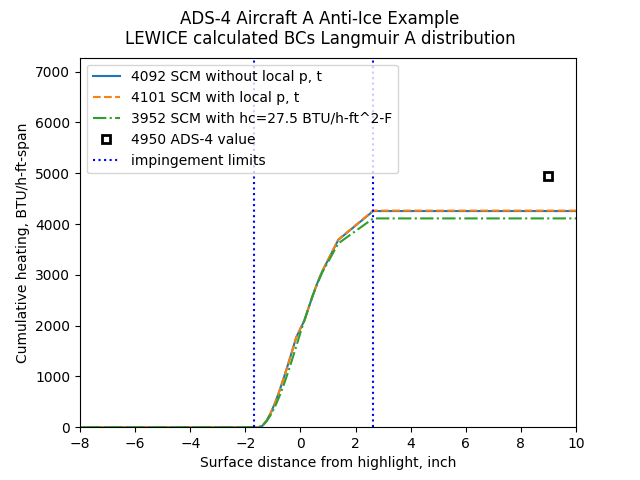 ADS-4 Aircraft A Anti-Ice Example
LEWICE calculated BCs Langmuir A distribution
4092 SCM without local p, t
4101 SCM with local p, t
3952 SCM with hc=27.5 BTU/h-ft^2-F
4950 ADS-4 value
impingement limits
Cumulative heating, BTU/h-ft-span
7000
6000
5000
4000
3000
2000
1000
0
−8 −6 −4 −2 0 2 4 6 8 10
Surface distance from highlight, inch